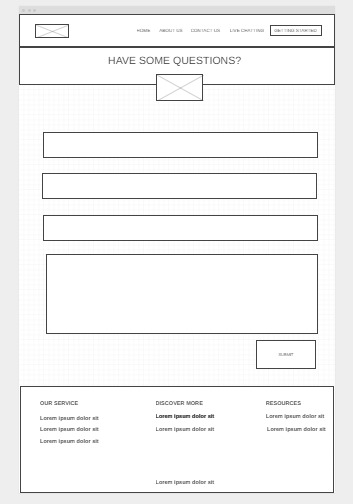 HOME ABOUT US CONTACT US LIVE CHATTING GETTING STARTED
HAVE SOME QUESTIONS?
SUBMIT
OUR SERVICE DISCOVER MORE RESOURCES
Lorem ipsum dolor sit Lorem ipsum dolor sit Lorem ipsum dolor sit
Lorem ipsum dolor sit Lorem ipsum dolor sit Lorem ipsum dolor sit
Lorem ipsum dolor sit
Lorem ipsum dolor sit